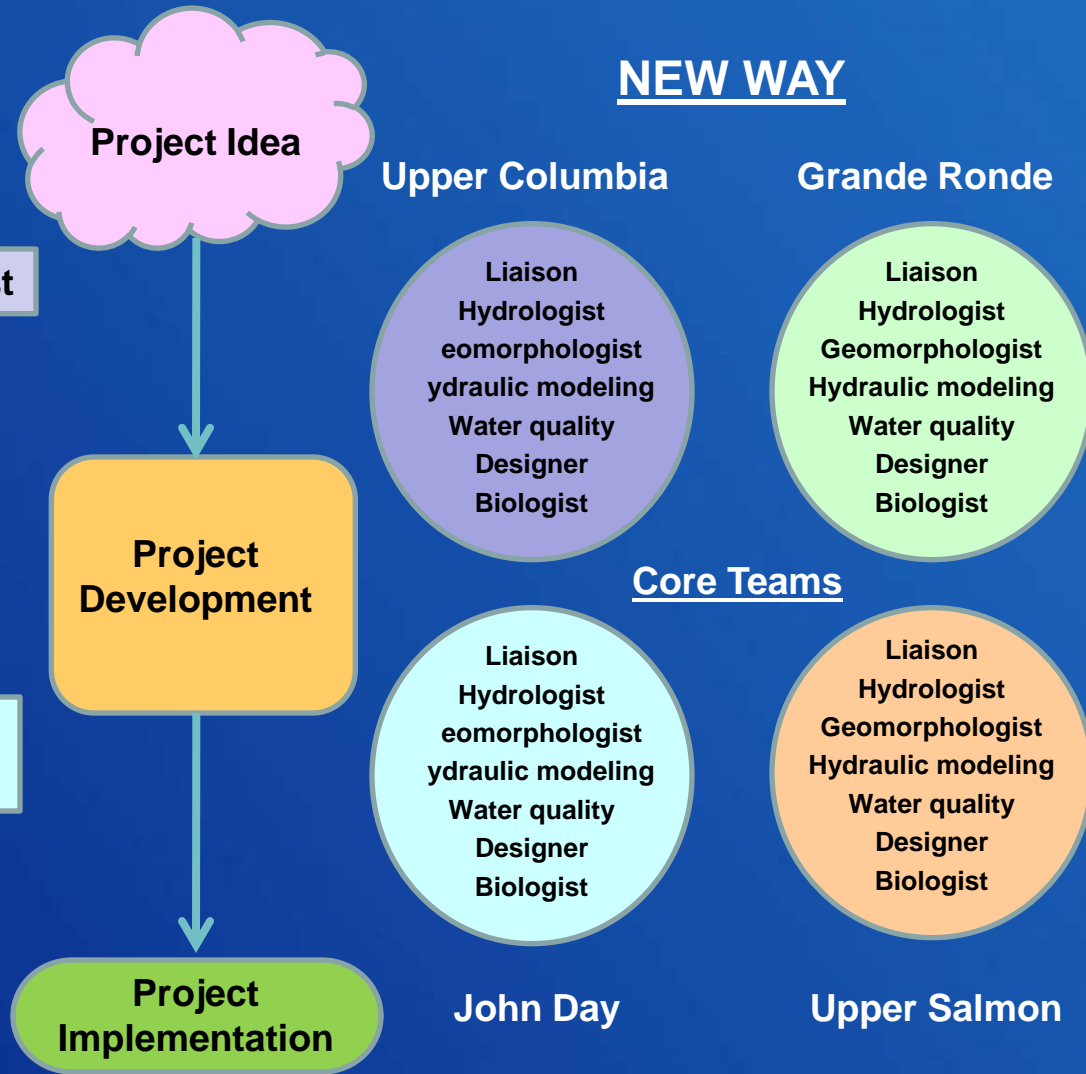 Project Idea
NEW WAY
Upper Columbia
Grande Ronde
t
Liaison
Hydrologist
eomorphologist
ydraulic modeling
Water quality
Designer
Biologist
Liaison
Hydrologist
Geomorphologist
Hydraulic modeling
Water quality
Designer
Biologist
Project
Development
Core Teams
Liaison
Hydrologist
eomorphologist
ydraulic modeling
Water quality
Designer
Biologist
Liaison
Hydrologist
Geomorphologist
Hydraulic modeling
Water quality
Designer
Biologist
Project
Implementation
John Day
Upper Salmon